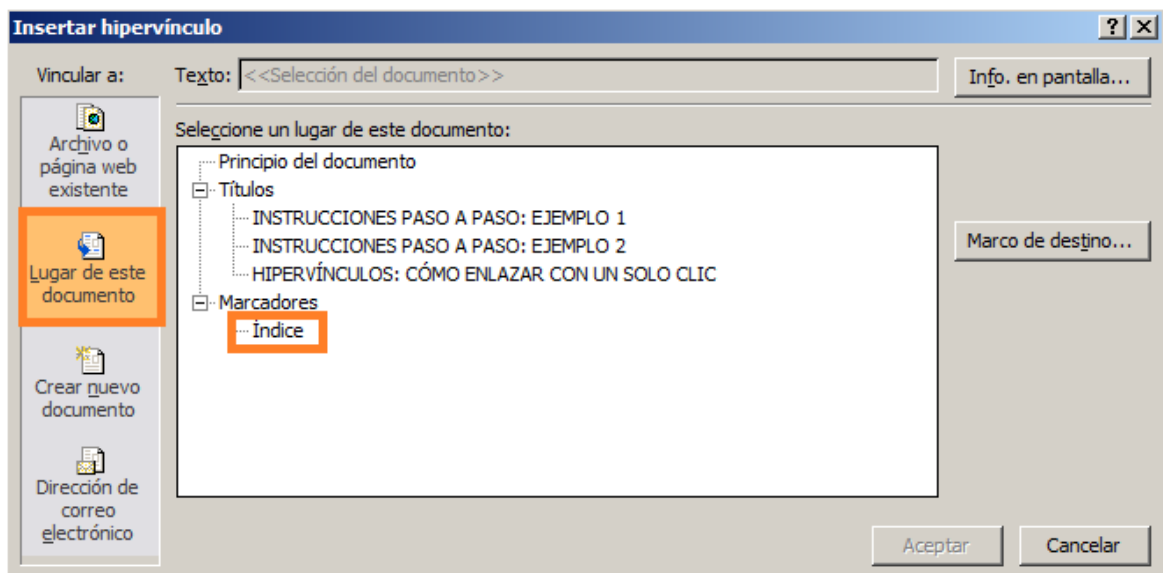 Insertar hipervínculo
Vincular a:
Texto: <<Selección del documento>>
Info. en pantalla...
Archivo o
página web
existente
Lugar de este
documento
Crear nuevo
documento
Dirección de
correo
electrónico
Seleccione un lugar de este documento:
Principio del documento
Títulos
INSTRUCCIONES PASO A PASO: EJEMPLO 1
INSTRUCCIONES PASO A PASO: EJEMPLO 2
HIPERVÍNCULOS: CÓMO ENLAZAR CON UN SOLO CLIC
Marcadores
Índice
Marco de destino...
Aceptar
Cancelar